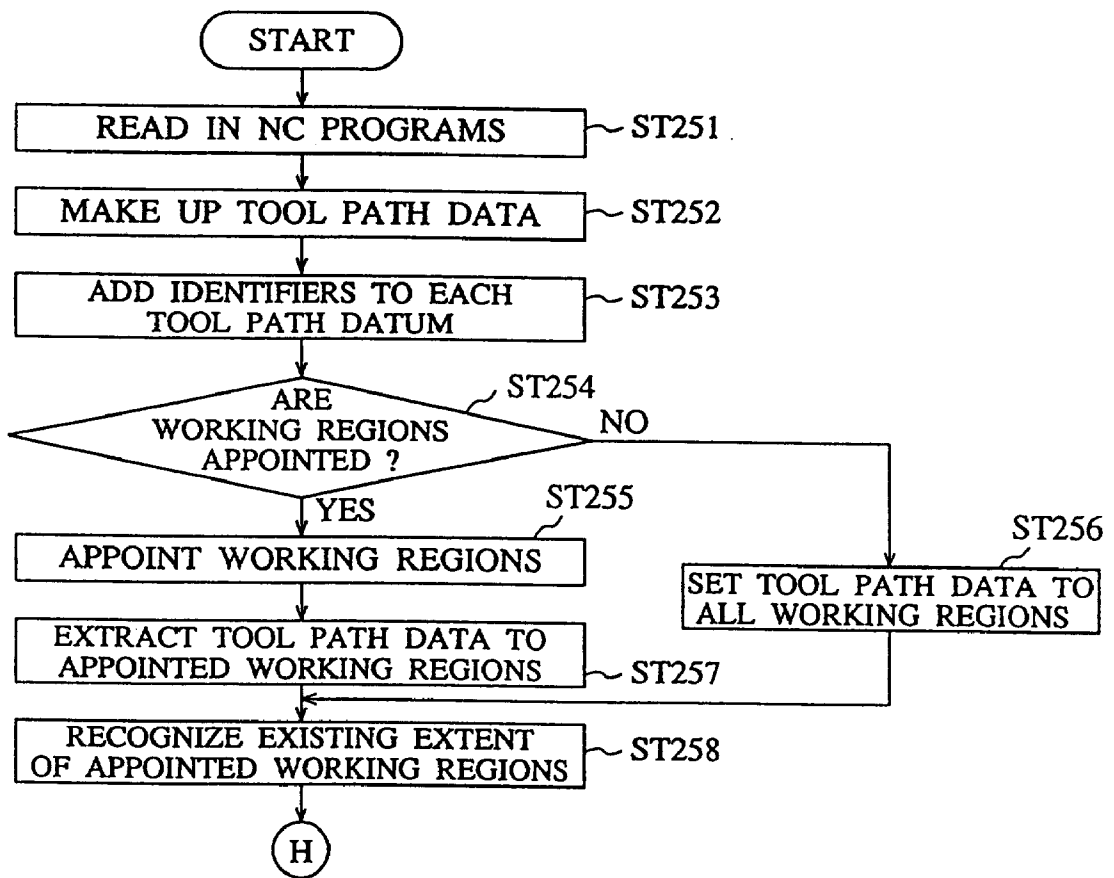 START
READ IN NC PROGRAMS
ST251
MAKE UP TOOL PATH DATA
ST252
ADD IDENTIFIERS TO EACH
TOOL PATH DATUM
ST253
ST254
ARE
WORKING REGIONS
APPOINTED ?
NO
YES
ST255
APPOINT WORKING REGIONS
ST256
SET TOOL PATH DATA TO
ALL WORKING REGIONS
EXTRACT TOOL PATH DATA TO
APPOINTED WORKING REGIONS
ST257
RECOGNIZE EXISTING EXTENT
OF APPOINTED WORKING REGIONS
ST258
H